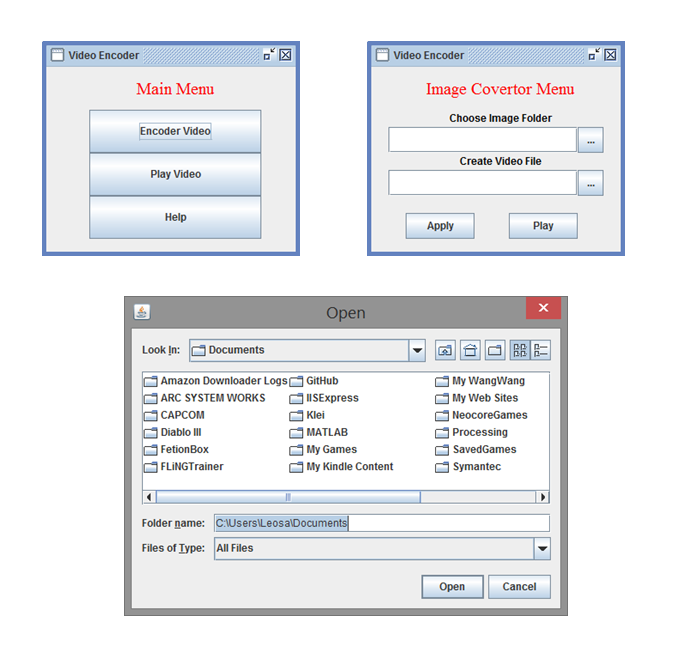 Video Encoder
Main Menu
Encoder Video
Play Video
Help
Video Encoder
Image Covertor Menu
Choose Image Folder
...
Create Video File
...
Apply Play
Open
Look In: Documents
Amazon Downloader Logs GitHub My WangWang
ARC SYSTEM WORKS IISExpress My Web Sites
CAPCOM Klei NeocoreGames
Diablo III MATLAB Processing
FetionBox My Games SavedGames
FLiNGTrainer My Kindle Content Symantec
Folder name: C:\Users\Leosa\Documents
Files of Type: All Files
Open Cancel